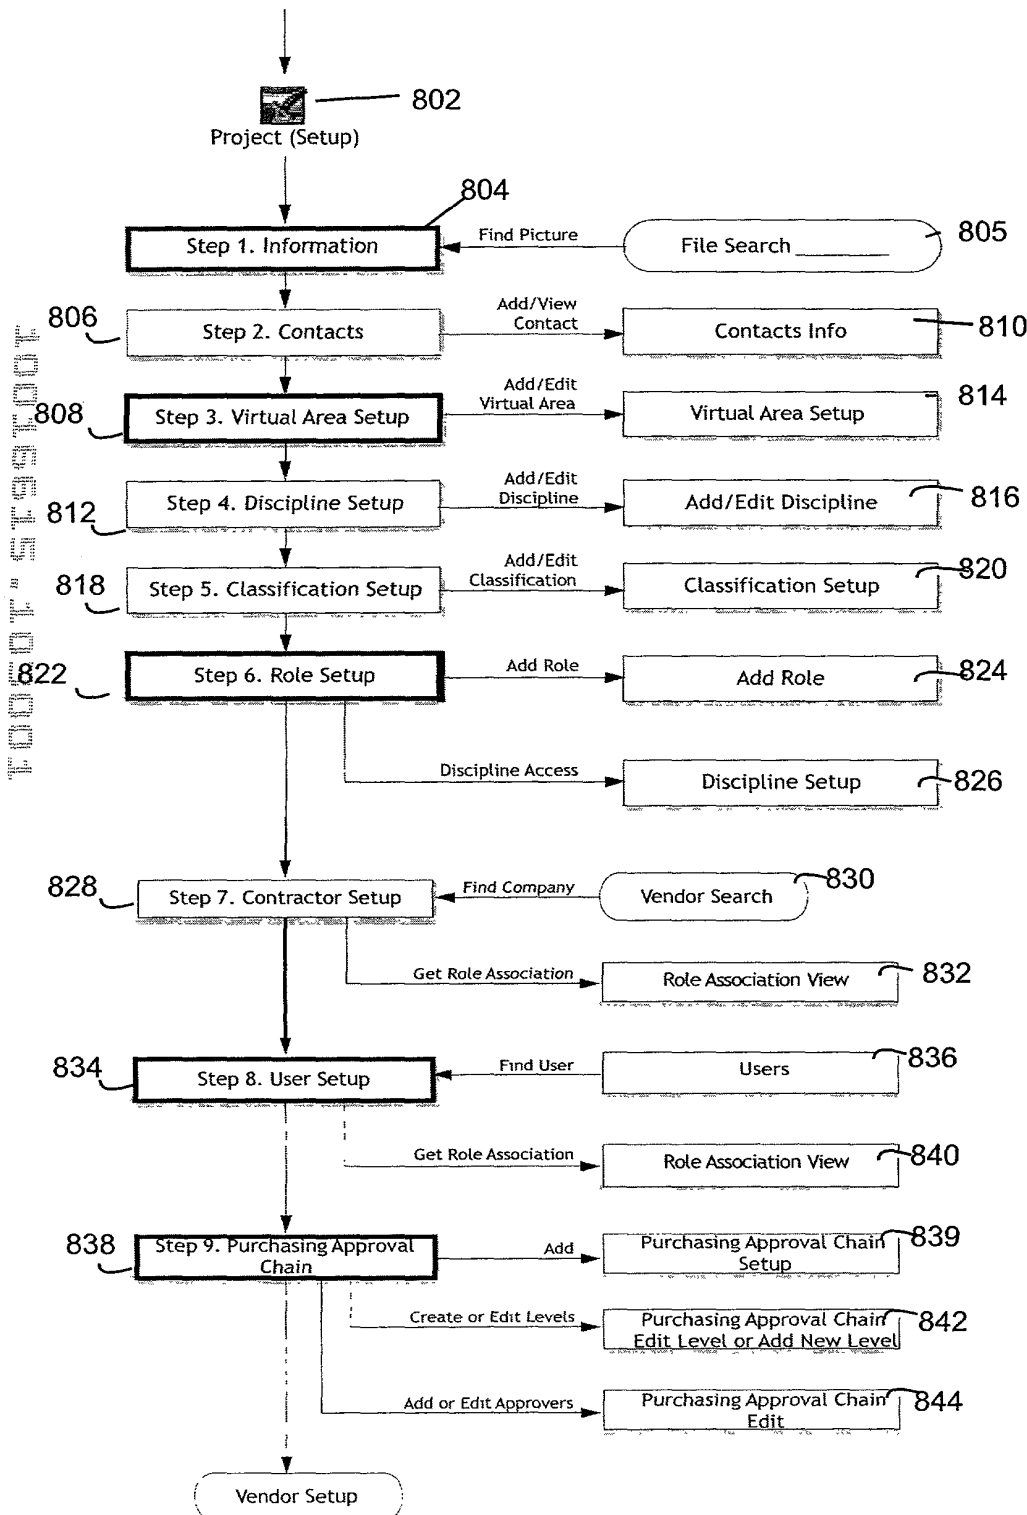 802
Project (Setup)
804
Step 1. Information
Find Picture
File Search
805
806
Step 2. Contacts
Add/View
Contact
Contacts Info
810
808
Step 3. Virtual Area Setup
Add/Edit
Virtual Area
Virtual Area Setup
814
812
Step 4. Discipline Setup
Add/Edit
Discipline
Add/Edit Discipline
816
818
Step 5. Classification Setup
Add/Edit
Classification
Classification Setup
820
822
Step 6. Role Setup
Add Role
Add Role
824
Discipline Access
Discipline Setup
826
828
Step 7. Contractor Setup
Find Company
Vendor Search
830
Get Role Association
Role Association View
832
834
Step 8. User Setup
Find User
Users
836
Get Role Association
Role Association View
840
838
Step 9. Purchasing Approval
Chain
Add
Purchasing Approval Chain
Setup
839
Create or Edit Levels
Purchasing Approval Chain
Edit Level or Add New Level
842
Add or Edit Approvers
Purchasing Approval Chain
Edit
844
Vendor Setup